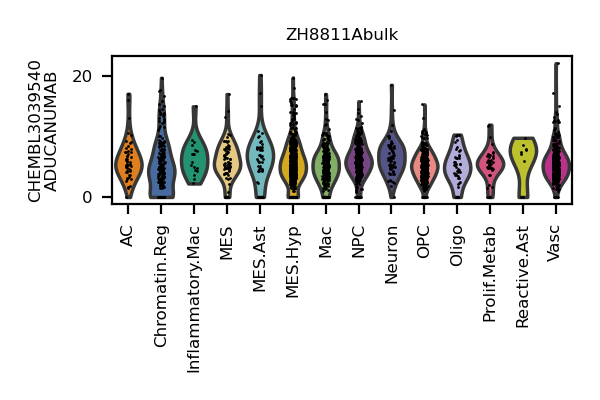 ZH8811Abulk
CHEMBL3039540
ADUCANUMAB
20
0
AC
Chromatin.Reg
Inflammatory.Mac
MES
MES.Ast
MES.Hyp
Mac
NPC
Neuron
OPC
Oligo
Prolif.Metab
Reactive.Ast
Vasc